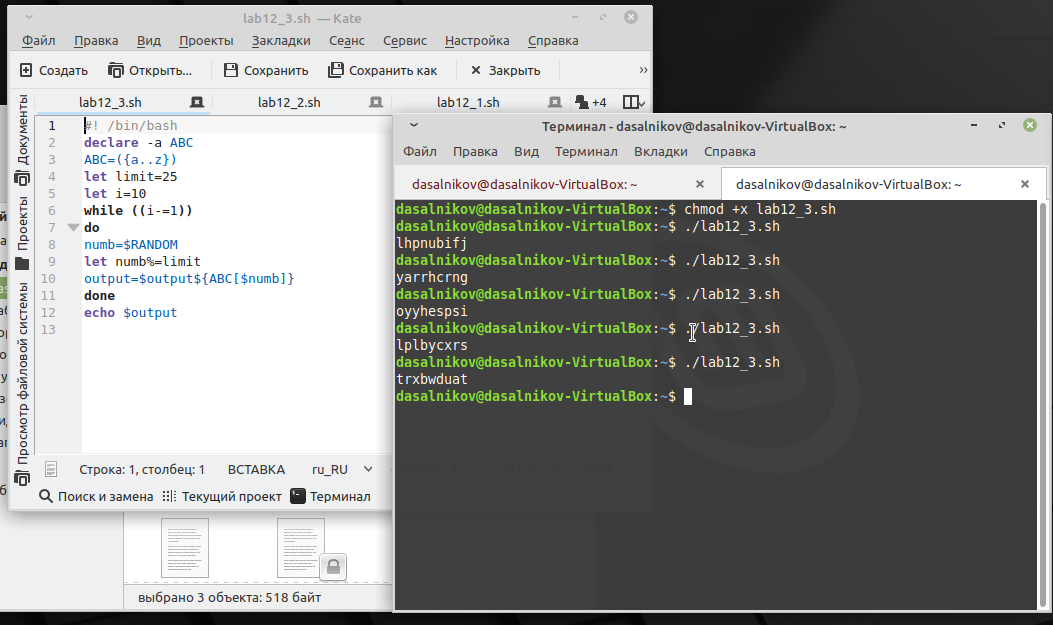 lab12_3.sh — Kate
Файл Правка Вид Проекты Закладки Сеанс Сервис Настройка Справка
Создать Открыть... Сохранить Сохранить как Закрыть »
lab12_3.sh lab12_2.sh lab12_1.sh +4
Документы
Проекты
Просмотр файловой системы
1 #! /bin/bash
2 declare -a ABC
3 ABC=({a..z})
4 let limit=25
5 let i=10
6 while ((i-=1))
7 do
8 numb=$RANDOM
9 let numb%=limit
10 output=$output${ABC[$numb]}
11 done
12 echo $output
13
Строка: 1, столбец: 1 ВСТАВКА ru_RU
Поиск и замена Текущий проект Терминал
выбрано 3 объекта: 518 байт
Терминал - dasalnikov@dasalnikov-VirtualBox: ~
Файл Правка Вид Терминал Вкладки Справка
dasalnikov@dasalnikov-VirtualBox: ~ dasalnikov@dasalnikov-VirtualBox: ~
dasalnikov@dasalnikov-VirtualBox:~$ chmod +x lab12_3.sh
dasalnikov@dasalnikov-VirtualBox:~$ ./lab12_3.sh
lhpnubifj
dasalnikov@dasalnikov-VirtualBox:~$ ./lab12_3.sh
yarrhcrng
dasalnikov@dasalnikov-VirtualBox:~$ ./lab12_3.sh
oyyhespsi
dasalnikov@dasalnikov-VirtualBox:~$ ./lab12_3.sh
lplbycxrs
dasalnikov@dasalnikov-VirtualBox:~$ ./lab12_3.sh
trxbwduat
dasalnikov@dasalnikov-VirtualBox:~$